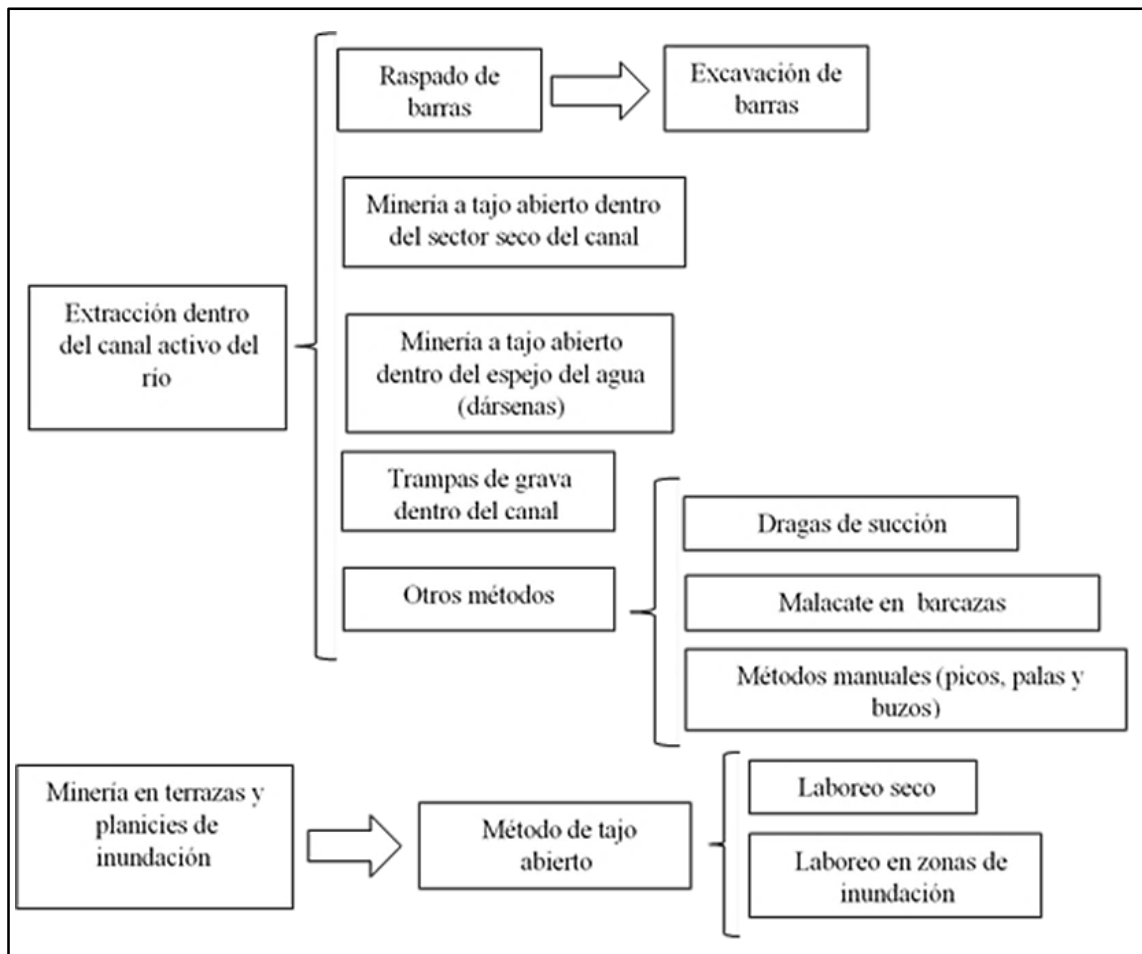 Extracción dentro
del canal activo del
río
Raspado de
barras
Excavación de
barras
Minería a tajo abierto dentro
del sector seco del canal
Minería a tajo abierto
dentro del espejo del agua
(dársenas)
Trampas de grava
dentro del canal
Otros métodos
Dragas de succión
Malacate en barcazas
Métodos manuales (picos, palas y
buzos)
Minería en terrazas y
planicies de
inundación
Método de tajo
abierto
Laboreo seco
Laboreo en zonas de
inundación